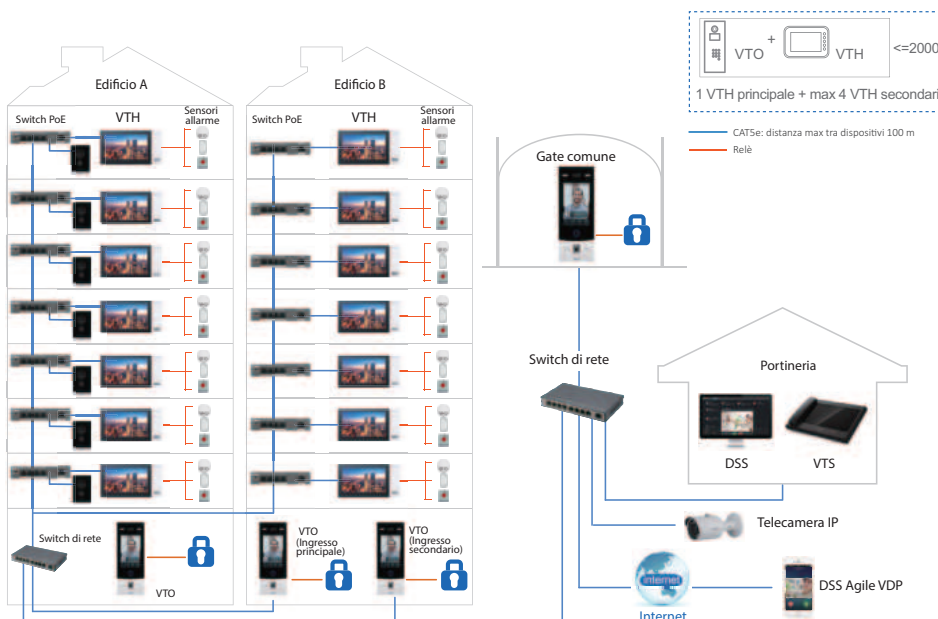 VTO
+
VTH
<=2000
1 VTH principale + max 4 VTH secondari
CAT5e: distanza max tra dispositivi 100 m
Relè
Edificio A
Switch PoE
VTH
Sensori
allarme
Edificio B
Switch PoE
VTH
Sensori
allarme
Gate comune
Switch di rete
Portineria
DSS
VTS
Telecamera IP
internet
Internet
DSS Agile VDP
Switch di rete
VTO
VTO
(Ingresso
principale)
VTO
(Ingresso
secondario)